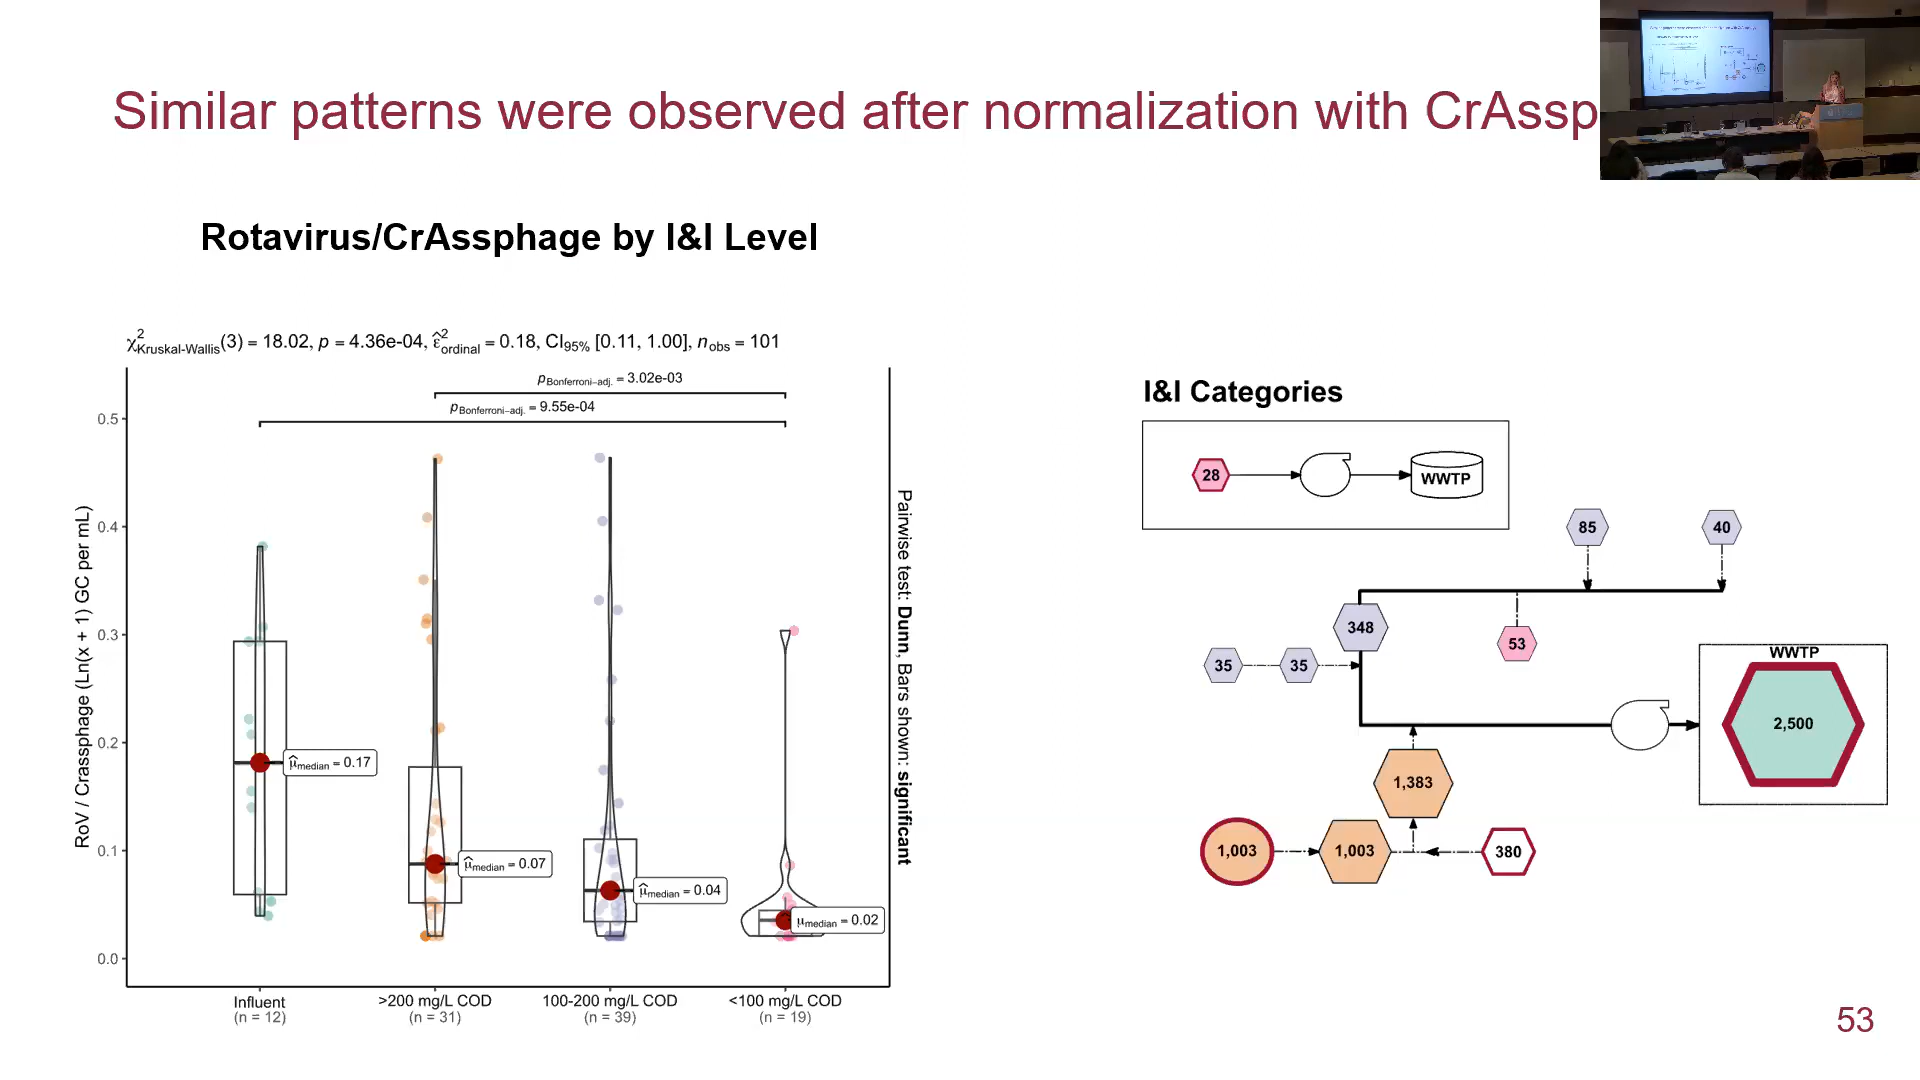 Similar patterns were observed after normalization with CrAssp
Rotavirus/CrAssphage by I&I Level
χ²Kruskal-Wallis(3) = 18.02, p = 4.36e-04, ε̂²ordinal = 0.18, CI95% [0.11, 1.00], nobs = 101
pBonferroni-adj. = 3.02e-03
pBonferroni-adj. = 9.55e-04
RoV / Crassphage (Ln(x + 1) GC per mL)
0.5
0.4
0.3
0.2
0.1
0.0
μ̂median = 0.17
μ̂median = 0.07
μ̂median = 0.04
μmedian = 0.02
Influent
(n = 12)
>200 mg/L COD
(n = 31)
100-200 mg/L COD
(n = 39)
<100 mg/L COD
(n = 19)
Pairwise test: Dunn, Bars shown: significant
I&I Categories
28
WWTP
85
40
348
53
35
35
WWTP
2,500
1,383
1,003
1,003
380
53